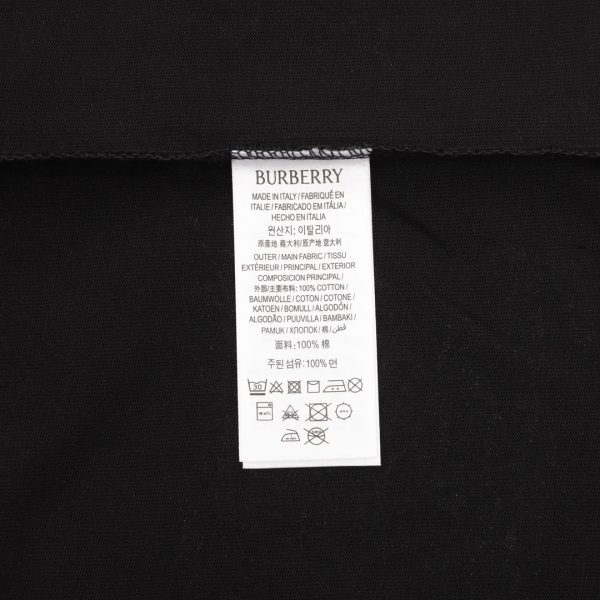 BURBERRY
MADE IN ITALY / FABRIQUÉ EN
ITALIE / FABRICADO EM ITÁLIA /
HECHO EN ITALIA
원산지: 이탈리아
原產地 義大利 / 原产地 意大利
OUTER / MAIN FABRIC / TISSU
EXTÉRIEUR / PRINCIPAL / EXTERIOR
COMPOSICION PRINCIPAL /
外部/主要布料: 100% COTTON /
BAUMWOLLE / COTON / COTONE /
KATOEN / BOMULL / ALGODÓN /
ALGODÃO / PUUVILLA / BAMBAKI /
PAMUK / ХЛОПОК / 棉 / قطن
面料: 100% 棉
주된 섬유: 100% 면
30